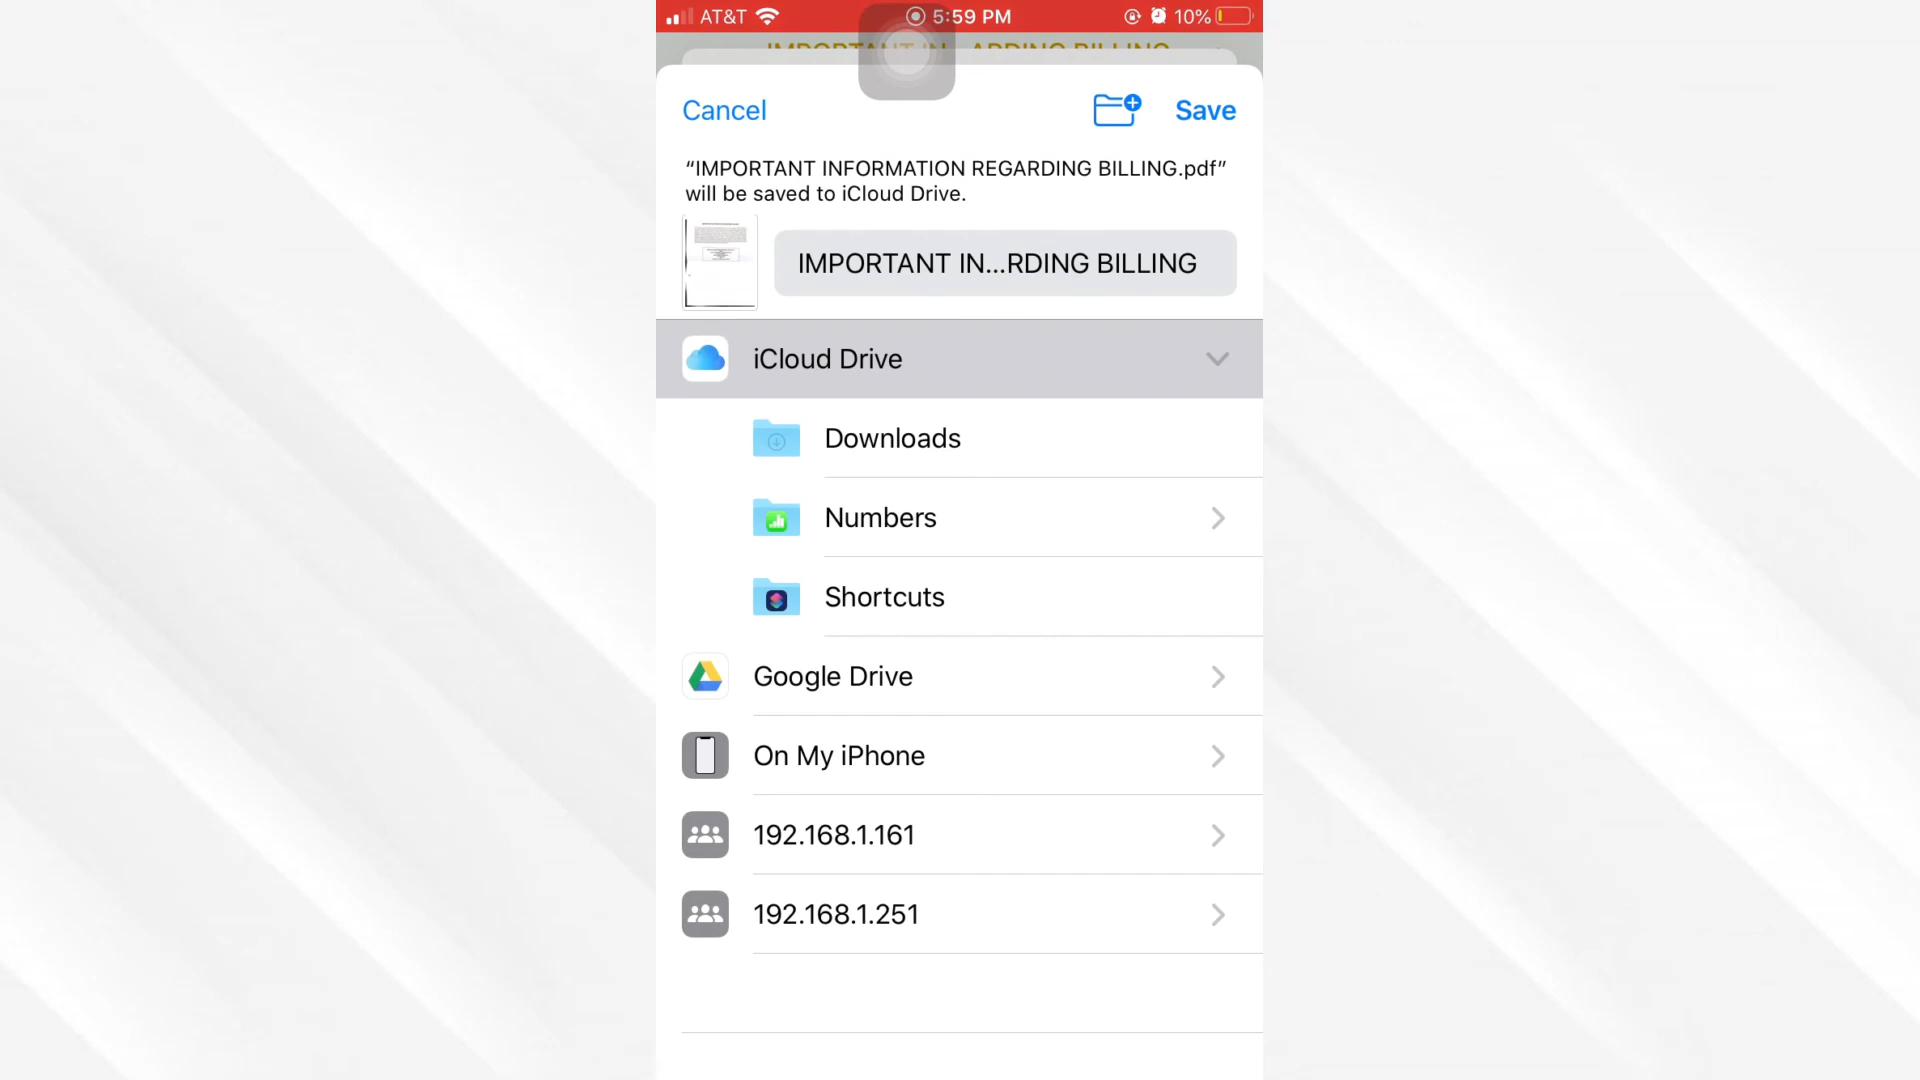 AT&T 5:59 PM 10%
Cancel Save
“IMPORTANT INFORMATION REGARDING BILLING.pdf”
will be saved to iCloud Drive.
IMPORTANT IN...RDING BILLING
iCloud Drive
Downloads
Numbers
Shortcuts
Google Drive
On My iPhone
192.168.1.161
192.168.1.251